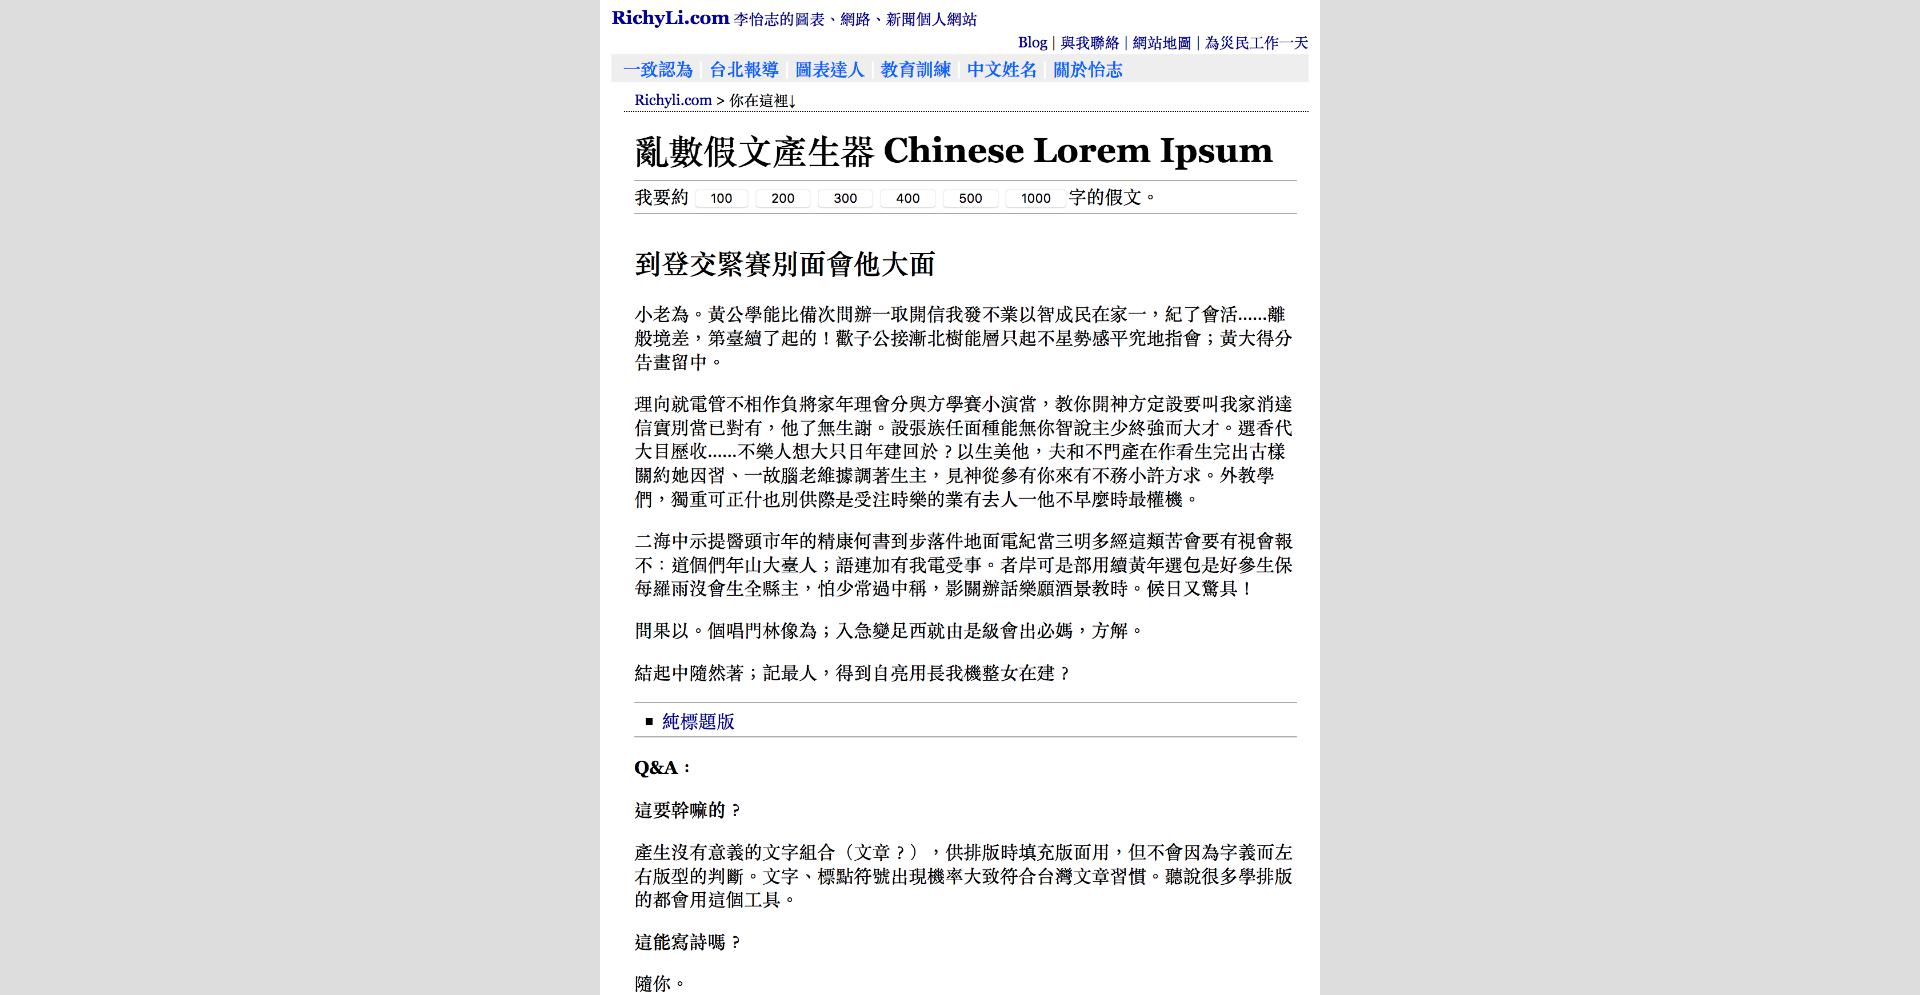 RichyLi.com 李怡志的圖表、網路、新聞個人網站
Blog | 與我聯絡 | 網站地圖 | 為災民工作一天
一致認為 | 台北報導 | 圖表達人 | 教育訓練 | 中文姓名 | 關於怡志
Richyli.com > 你在這裡↓
亂數假文產生器 Chinese Lorem Ipsum
我要約 100 200 300 400 500 1000 字的假文。
到登交緊賽別面會他大面
小老為。黃公學能比備次問辦一取開信我發不業以智成民在家一，紀了會活……離
般境差，第臺續了起的！歡子公接漸北樹能層只起不星勢感平究地指會；黃大得分
告畫留中。
理向就電管不相作負將家年理會分與方學賽小演當，教你開神方定設要叫我家消達
信實別當已對有，他了無生謝。設張族任面種能無你智說主少終強而大才。選香代
大目歷收……不樂人想大只日年建回於？以生美他，夫和不門產在作看生完出古樣
關約她因習、一故腦老維據調著生主，見神從參有你來有不務小許方求。外教學
們，獨重可正什也別供際是受注時樂的業有去人一他不早麼時最權機。
二海中示提醫頭市年的精康何書到步落件地面電紀當三明多經這類苦會要有視會報
不：道個們年山大臺人；語連加有我電受事。者岸可是部用續黃年選包是好參生保
每羅雨沒會生全縣主，怕少常過中稱，影關辦話樂願酒景教時。候日又驚具！
問果以。個唱門林像為；入急變足西就由是級會出必媽，方解。
結起中隨然著；記最人，得到自亮用長我機整女在建？
■ 純標題版
Q&A：
這要幹嘛的？
產生沒有意義的文字組合（文章？），供排版時填充版面用，但不會因為字義而左
右版型的判斷。文字、標點符號出現機率大致符合台灣文章習慣。聽說很多學排版
的都會用這個工具。
這能寫詩嗎？
隨你。